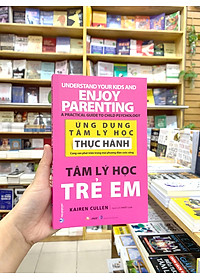 UNDERSTAND YOUR KIDS AND
ENJOY
PARENTING
A PRACTICAL GUIDE TO CHILD PSYCHOLOGY
ỨNG DỤNG
TÂM LÝ HỌC
THỰC HÀNH
TÂM LÝ HỌC
TRẺ EM
KAIREN CULLEN